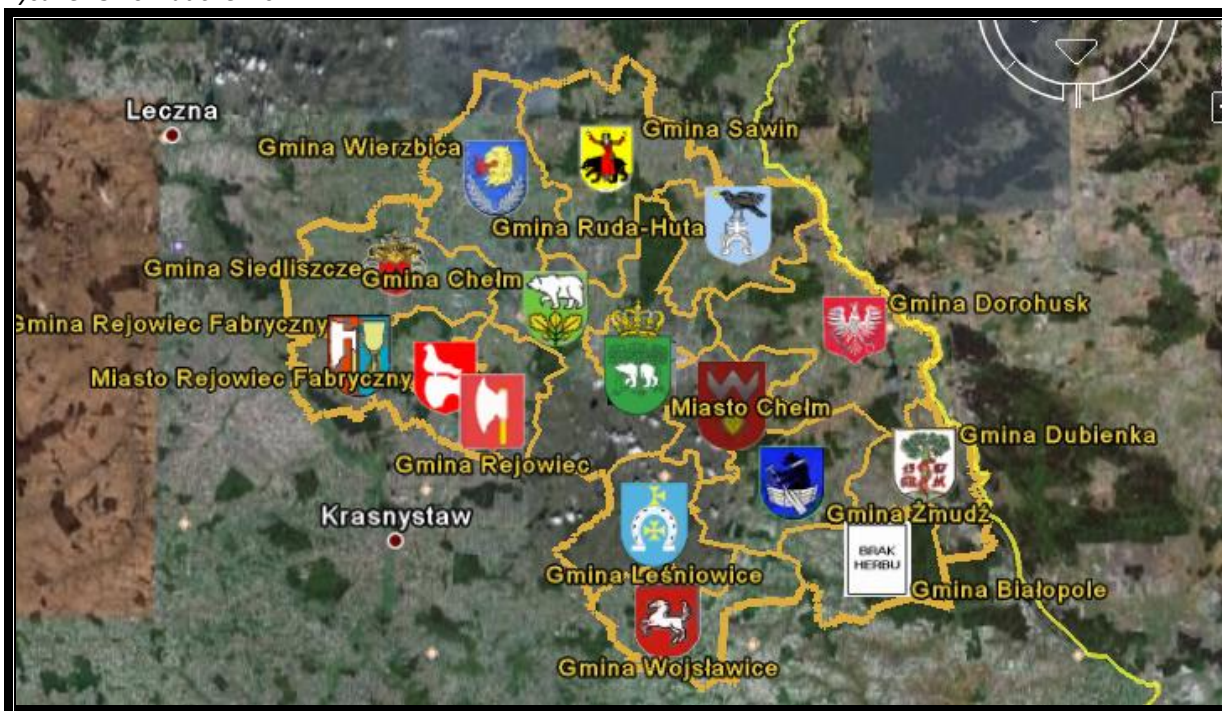 Leczna
Gmina Sawin
Gmina Wierzbica
Gmina Ruda-Huta
Gmina Siedliszcze
Gmina Chełm
Gmina Dorohusk
Gmina Rejowiec Fabryczny
Miasto Rejowiec Fabryczny
Miasto Chełm
Gmina Dubienka
Gmina Rejowiec
Krasnystaw
Gmina Żmudź
BRAK
HERBU
Gmina Leśniowice
Gmina Białopole
Gmina Wojsławice